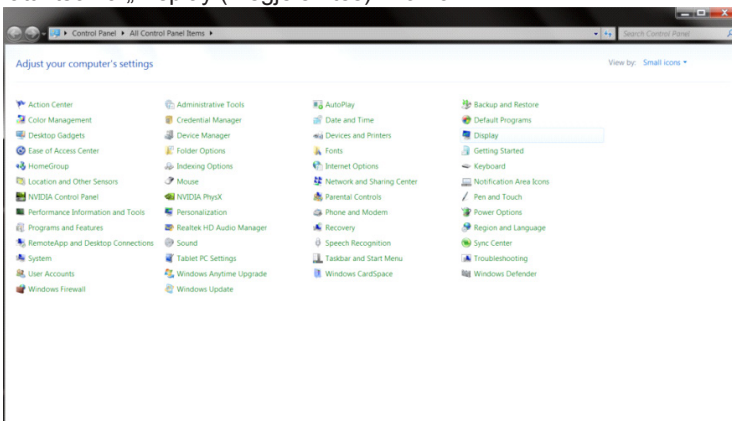 „Display (Megjelenítés)
Control Panel All Control Panel Items Search Control Panel
Adjust your computer's settings View by: Small icons
Action Center Administrative Tools AutoPlay Backup and Restore
Color Management Credential Manager Date and Time Default Programs
Desktop Gadgets Device Manager Devices and Printers Display
Ease of Access Center Folder Options Fonts Getting Started
HomeGroup Indexing Options Internet Options Keyboard
Location and Other Sensors Mouse Network and Sharing Center Notification Area Icons
NVIDIA Control Panel NVIDIA PhysX Parental Controls Pen and Touch
Performance Information and Tools Personalization Phone and Modem Power Options
Programs and Features Realtek HD Audio Manager Recovery Region and Language
RemoteApp and Desktop Connections Sound Speech Recognition Sync Center
System Tablet PC Settings Taskbar and Start Menu Troubleshooting
User Accounts Windows Anytime Upgrade Windows CardSpace Windows Defender
Windows Firewall Windows Update